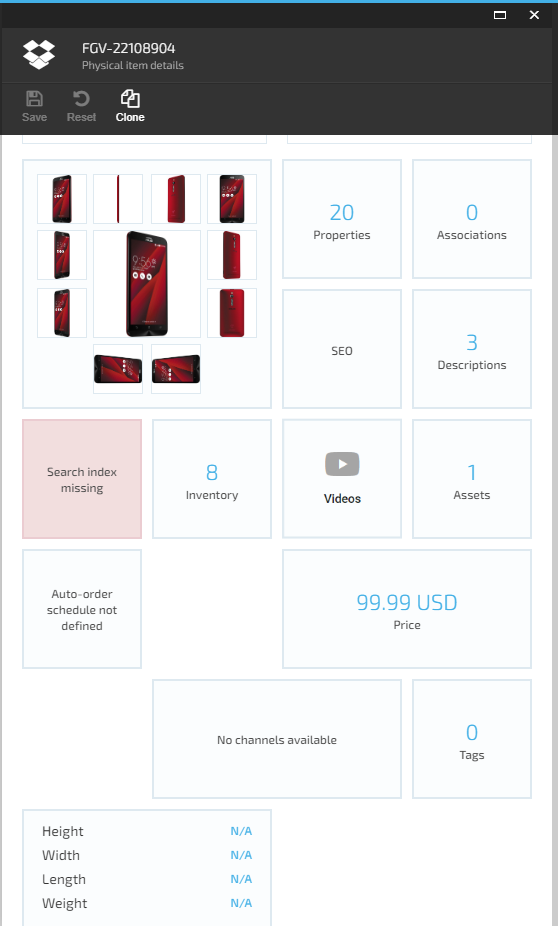 FGV-22108904
Physical item details
Save Reset Clone
9:56
20
Properties
0
Associations
SEO
3
Descriptions
Search index
missing
8
Inventory
Videos
1
Assets
Auto-order
schedule not
defined
99.99 USD
Price
No channels available
0
Tags
Height N/A
Width N/A
Length N/A
Weight N/A